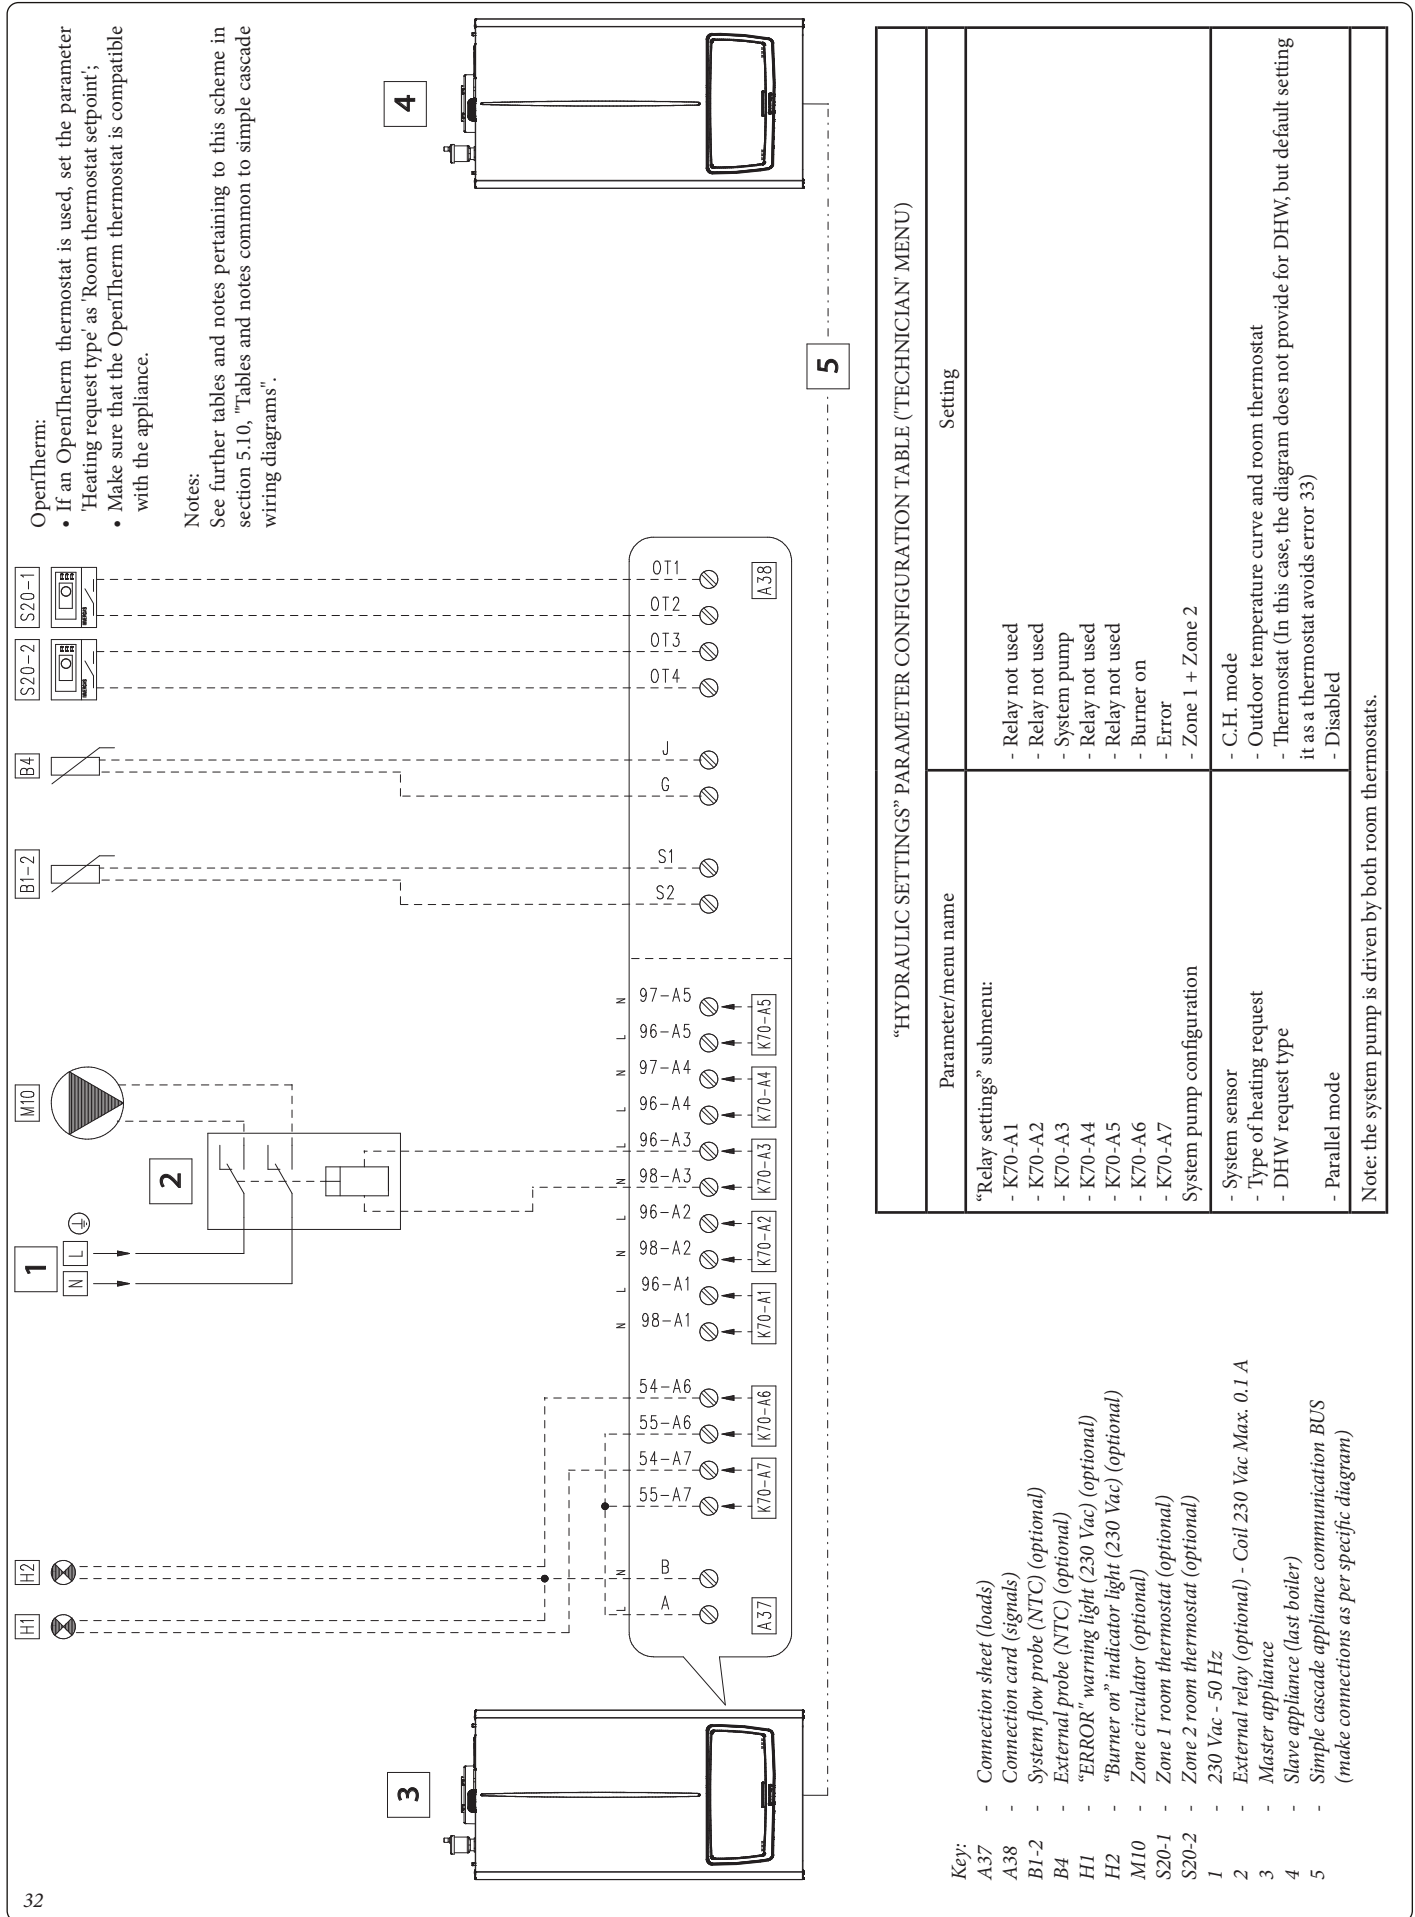 OpenTherm:
• If an OpenTherm thermostat is used, set the parameter
'Heating request type' as 'Room thermostat setpoint';
• Make sure that the OpenTherm thermostat is compatible
with the appliance.
Notes:
See further tables and notes pertaining to this scheme in
section 5.10, "Tables and notes common to simple cascade
wiring diagrams".
H1
H2
1
N
L
M10
B1-2
B4
S20-2
S20-1
2
3
4
5
A
B
55-A7
54-A7
55-A6
54-A6
98-A1
96-A1
98-A2
96-A2
98-A3
96-A3
96-A4
97-A4
96-A5
97-A5
S2
S1
G
J
OT4
OT3
OT2
OT1
L
N
N
L
N
L
N
L
L
N
L
N
A37
K70-A7
K70-A6
K70-A1
K70-A2
K70-A3
K70-A4
K70-A5
A38
Key:
A37 - Connection sheet (loads)
A38 - Connection card (signals)
B1-2 - System flow probe (NTC) (optional)
B4 - External probe (NTC) (optional)
H1 - "ERROR" warning light (230 Vac) (optional)
H2 - "Burner on" indicator light (230 Vac) (optional)
M10 - Zone circulator (optional)
S20-1 - Zone 1 room thermostat (optional)
S20-2 - Zone 2 room thermostat (optional)
1 - 230 Vac - 50 Hz
2 - External relay (optional) - Coil 230 Vac Max. 0.1 A
3 - Master appliance
4 - Slave appliance (last boiler)
5 - Simple cascade appliance communication BUS
(make connections as per specific diagram)
"HYDRAULIC SETTINGS" PARAMETER CONFIGURATION TABLE ('TECHNICIAN' MENU)
Parameter/menu name Setting
"Relay settings" submenu:
- K70-A1 - Relay not used
- K70-A2 - Relay not used
- K70-A3 - System pump
- K70-A4 - Relay not used
- K70-A5 - Relay not used
- K70-A6 - Burner on
- K70-A7 - Error
System pump configuration - Zone 1 + Zone 2
- System sensor - C.H. mode
- Type of heating request - Outdoor temperature curve and room thermostat
- DHW request type - Thermostat (In this case, the diagram does not provide for DHW, but default setting
it as a thermostat avoids error 33)
- Parallel mode - Disabled
Note: the system pump is driven by both room thermostats.
32